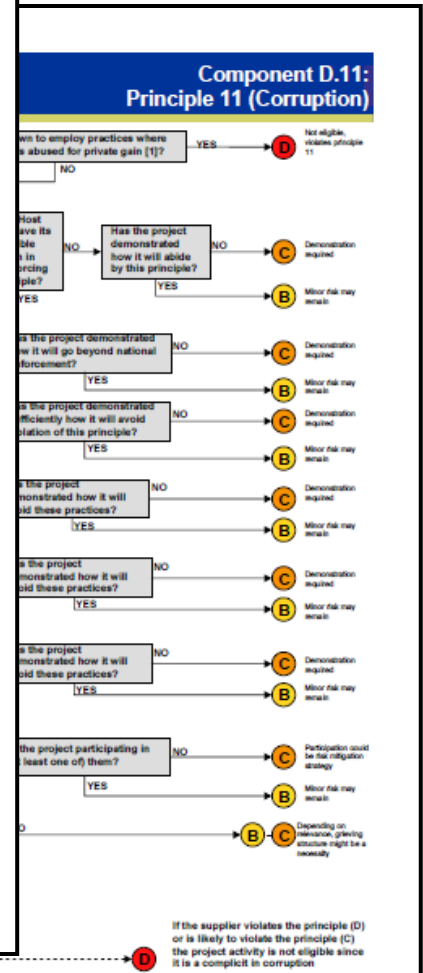 Component D.11:
Principle 11 (Corruption)
wn to employ practices where
s abused for private gain [1]?
YES
D
Not eligible,
violates principle
11
NO
Host
ave its
ble
n in
orcing
iple?
NO
YES
Has the project
demonstrated
how it will abide
by this principle?
NO
C
Demonstration
required
YES
B
Minor risk may
remain
as the project demonstrated
ow it will go beyond national
nforcement?
NO
C
Demonstration
required
YES
B
Minor risk may
remain
as the project demonstrated
fficiently how it will avoid
olation of this principle?
NO
C
Demonstration
required
YES
B
Minor risk may
remain
s the project
monstrated how it will
oid these practices?
NO
C
Demonstration
required
YES
B
Minor risk may
remain
s the project
monstrated how it will
oid these practices?
NO
C
Demonstration
required
YES
B
Minor risk may
remain
s the project
monstrated how it will
oid these practices?
NO
C
Demonstration
required
YES
B
Minor risk may
remain
the project participating in
t least one of) them?
NO
C
Participation could
be risk mitigation
strategy
YES
B
Minor risk may
remain
O
B - C
Depending on
relevance, grieving
structure might be a
necessity
D
If the supplier violates the principle (D)
or is likely to violate the principle (C)
the project activity is not eligible since
it is a complicit in corruption